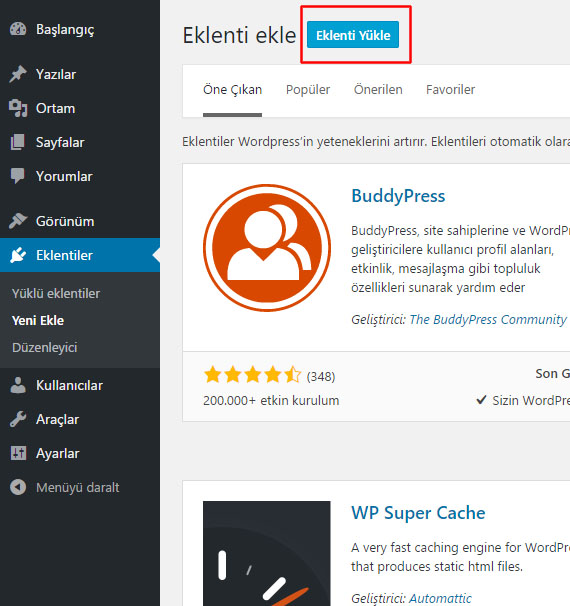 Başlangıç
Yazılar
Ortam
Sayfalar
Yorumlar
Görünüm
Eklentiler
Yüklü eklentiler
Yeni Ekle
Düzenleyici
Kullanıcılar
Araçlar
Ayarlar
Menüyü daralt
Eklenti ekle
Eklenti Yükle
Öne Çıkan Popüler Önerilen Favoriler
Eklentiler Wordpress'in yeteneklerini artırır. Eklentileri otomatik olara
BuddyPress
BuddyPress, site sahiplerine ve WordPr
geliştiricilere kullanıcı profil alanları,
etkinlik, mesajlaşma gibi topluluk
özellikleri sunarak yardım eder
Geliştirici: The BuddyPress Community
(348)
200.000+ etkin kurulum
Son G
Sizin WordPre
WP Super Cache
A very fast caching engine for WordPre
that produces static html files.
Geliştirici: Automattic